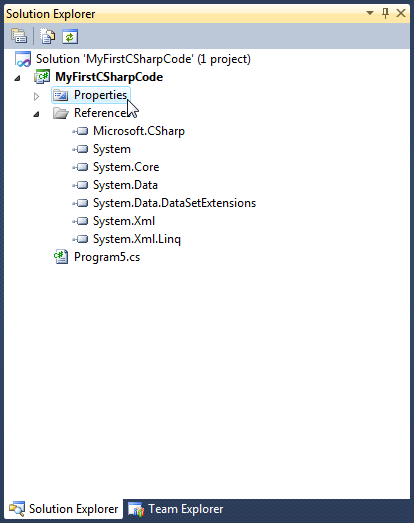 Solution Explorer
Solution 'MyFirstCSharpCode' (1 project)
MyFirstCSharpCode
Properties
References
Microsoft.CSharp
System
System.Core
System.Data
System.Data.DataSetExtensions
System.Xml
System.Xml.Linq
Program5.cs
Solution Explorer Team Explorer